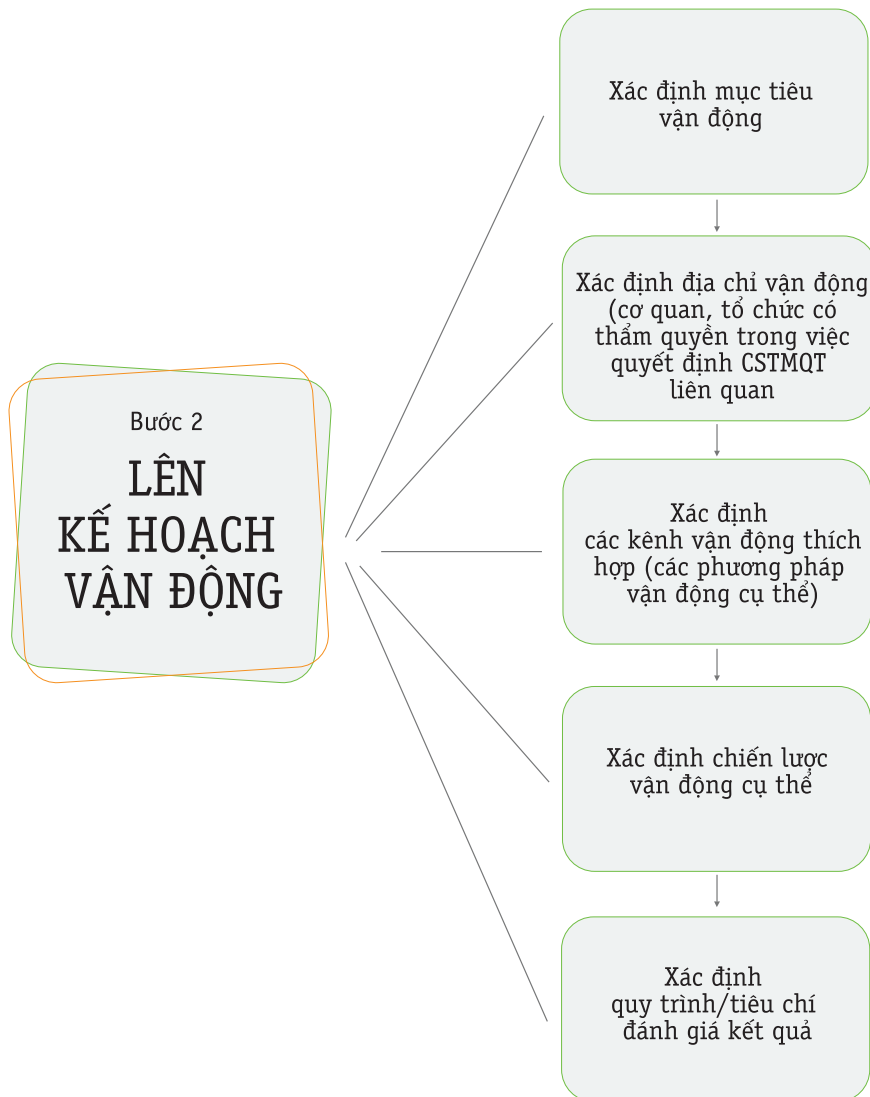 Bước 2
LÊN
KẾ HOẠCH
VẬN ĐỘNG
Xác định mục tiêu
vận động
Xác định địa chỉ vận động
(cơ quan, tổ chức có
thẩm quyền trong việc
quyết định CSTMQT
liên quan
Xác định
các kênh vận động thích
hợp (các phương pháp
vận động cụ thể)
Xác định chiến lược
vận động cụ thể
Xác định
quy trình/tiêu chí
đánh giá kết quả